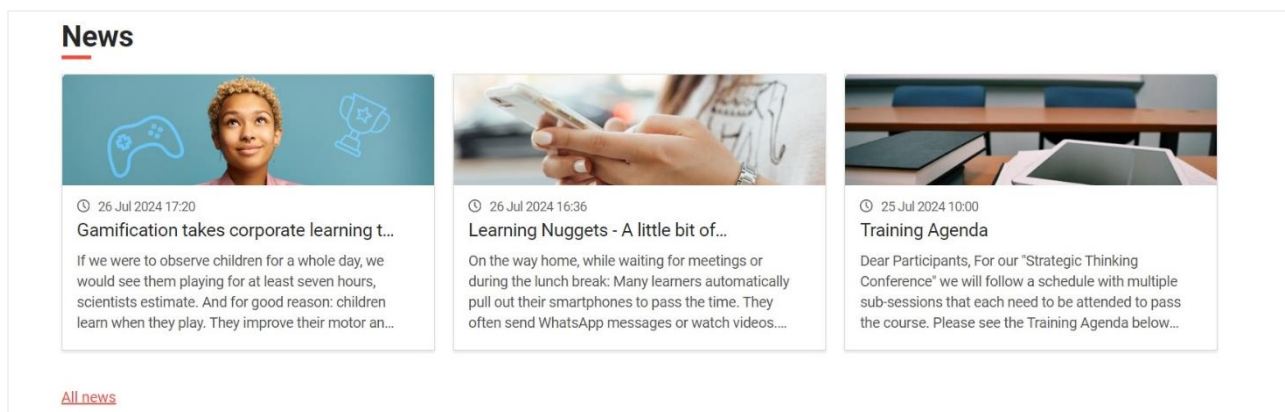 News
26 Jul 2024 17:20
Gamification takes corporate learning t...
If we were to observe children for a whole day, we
would see them playing for at least seven hours,
scientists estimate. And for good reason: children
learn when they play. They improve their motor an...
26 Jul 2024 16:36
Learning Nuggets - A little bit of...
On the way home, while waiting for meetings or
during the lunch break: Many learners automatically
pull out their smartphones to pass the time. They
often send WhatsApp messages or watch videos....
25 Jul 2024 10:00
Training Agenda
Dear Participants, For our "Strategic Thinking
Conference" we will follow a schedule with multiple
sub-sessions that each need to be attended to pass
the course. Please see the Training Agenda below...
All news